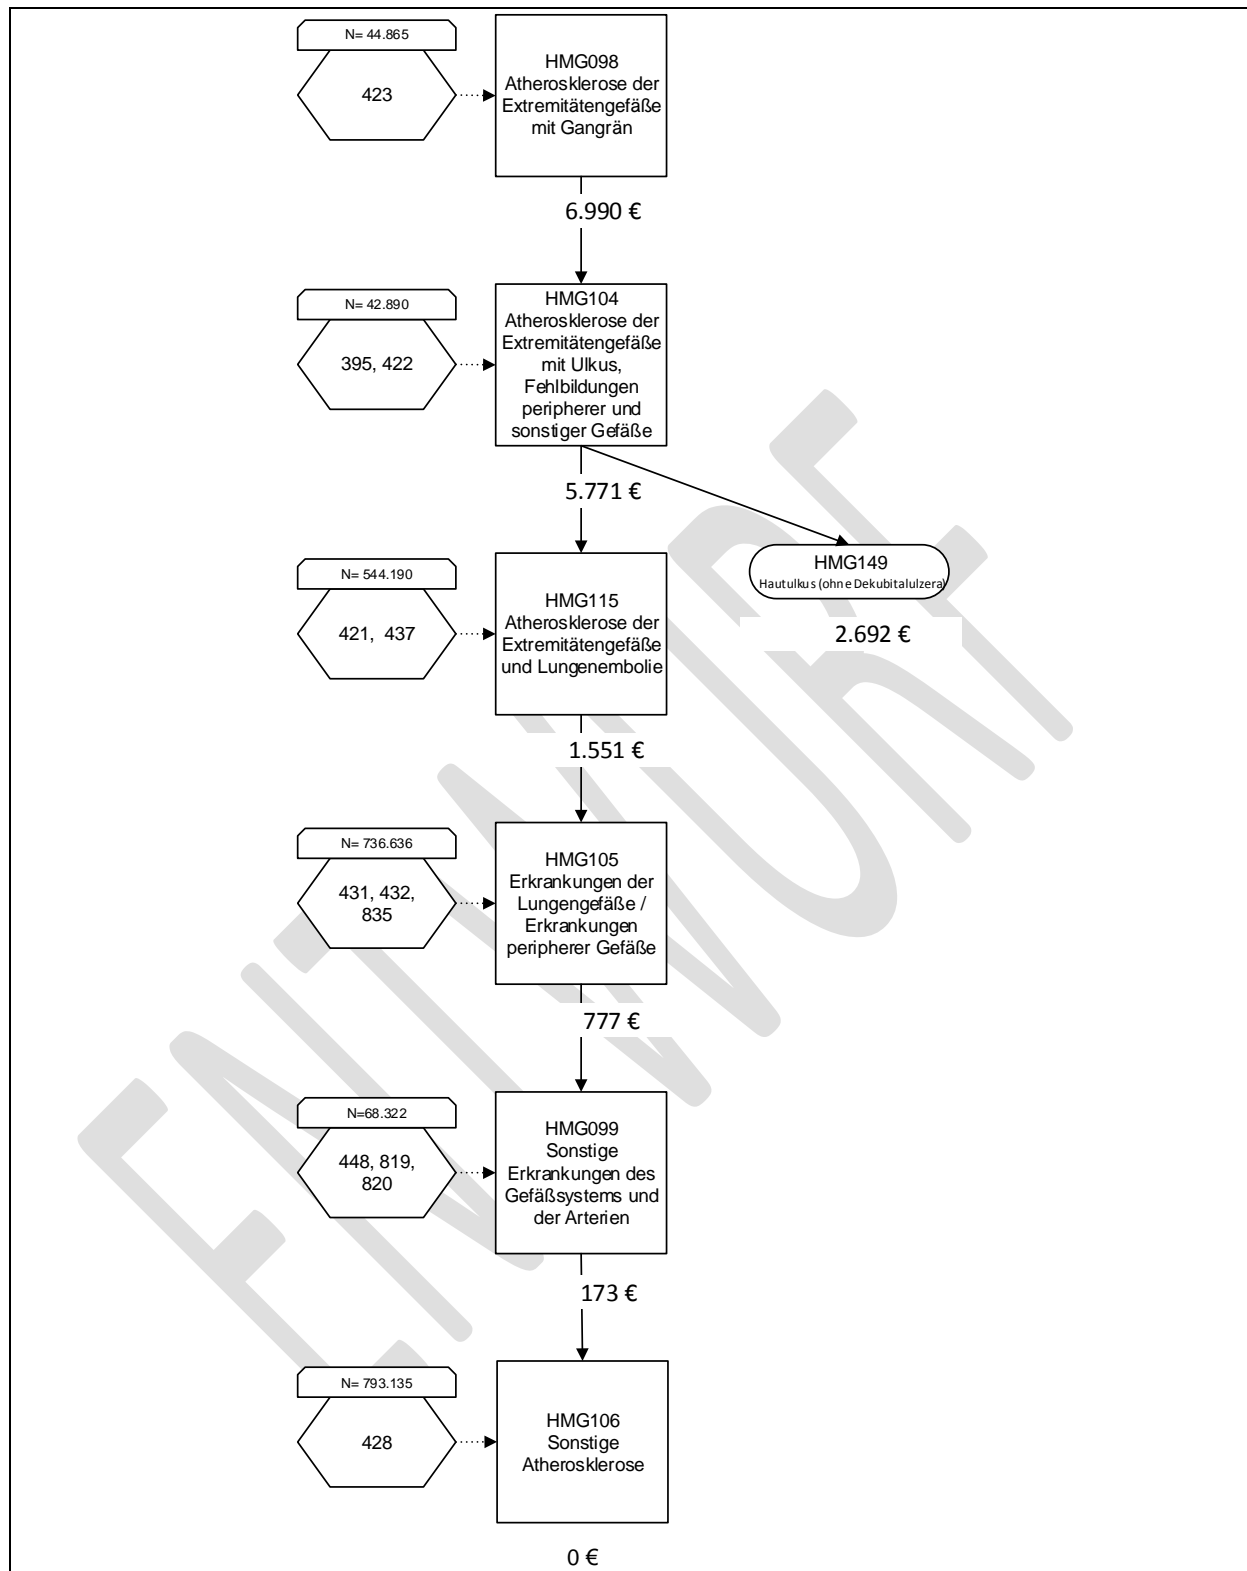 N= 44.865
423
HMG098
Atherosklerose der
Extremitätengefäße
mit Gangrän
6.990 €
N= 42.890
395, 422
HMG104
Atherosklerose der
Extremitätengefäße
mit Ulkus,
Fehlbildungen
peripherer und
sonstiger Gefäße
5.771 €
HMG149
Hautulkus (ohne Dekubitalulzera)
2.692 €
N= 544.190
421, 437
HMG115
Atherosklerose der
Extremitätengefäße
und Lungenembolie
1.551 €
N= 736.636
431, 432,
835
HMG105
Erkrankungen der
Lungengefäße /
Erkrankungen
peripherer Gefäße
777 €
N=68.322
448, 819,
820
HMG099
Sonstige
Erkrankungen des
Gefäßsystems und
der Arterien
173 €
N= 793.135
428
HMG106
Sonstige
Atherosklerose
0 €
ENTWURF